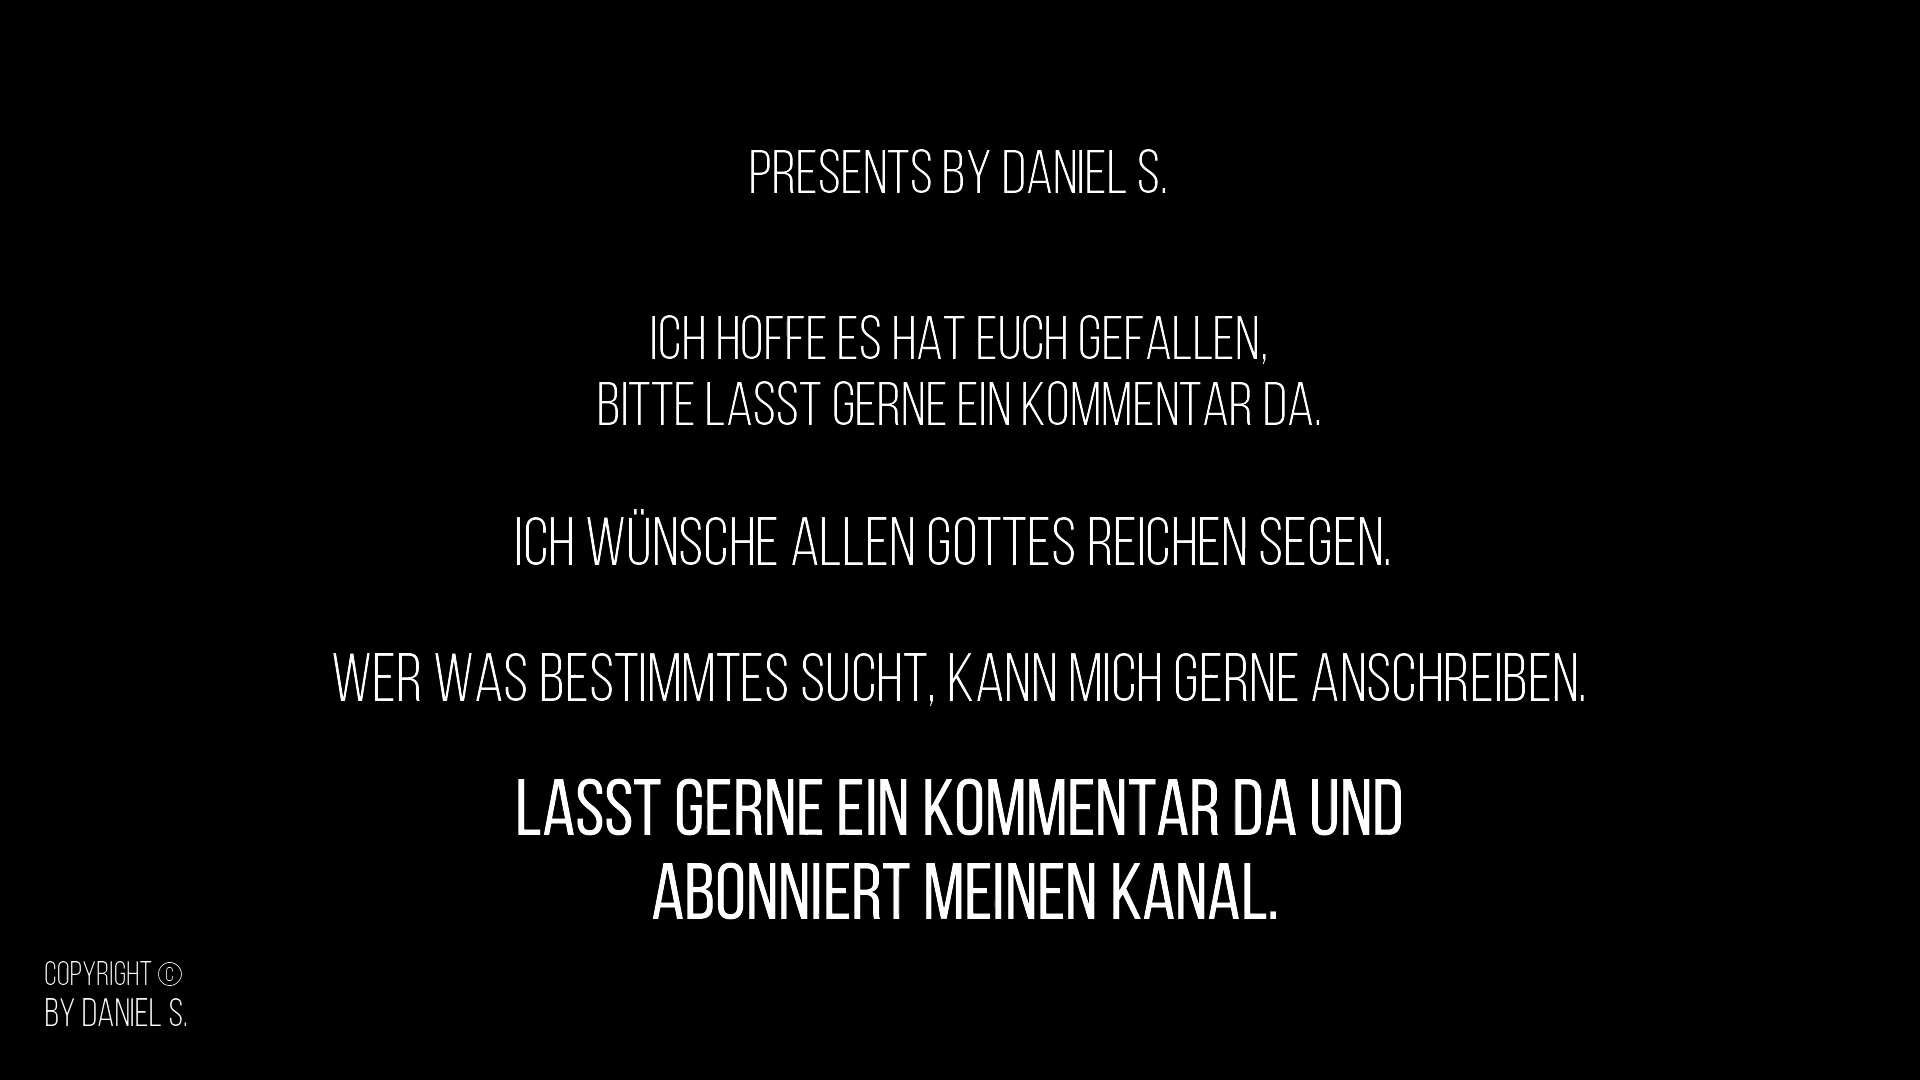 PRESENTS BY DANIEL S.
ICH HOFFE ES HAT EUCH GEFALLEN,
BITTE LASST GERNE EIN KOMMENTAR DA.
ICH WÜNSCHE ALLEN GOTTES REICHEN SEGEN.
WER WAS BESTIMMTES SUCHT, KANN MICH GERNE ANSCHREIBEN.
LASST GERNE EIN KOMMENTAR DA UND
ABONNIERT MEINEN KANAL.
COPYRIGHT ©
BY DANIEL S.